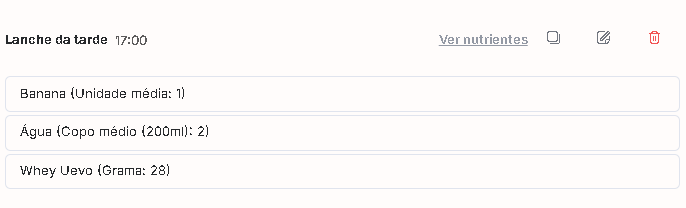 Lanche da tarde 17:00 Ver nutrientes
Banana (Unidade média: 1)
Água (Copo médio (200ml): 2)
Whey Uevo (Grama: 28)